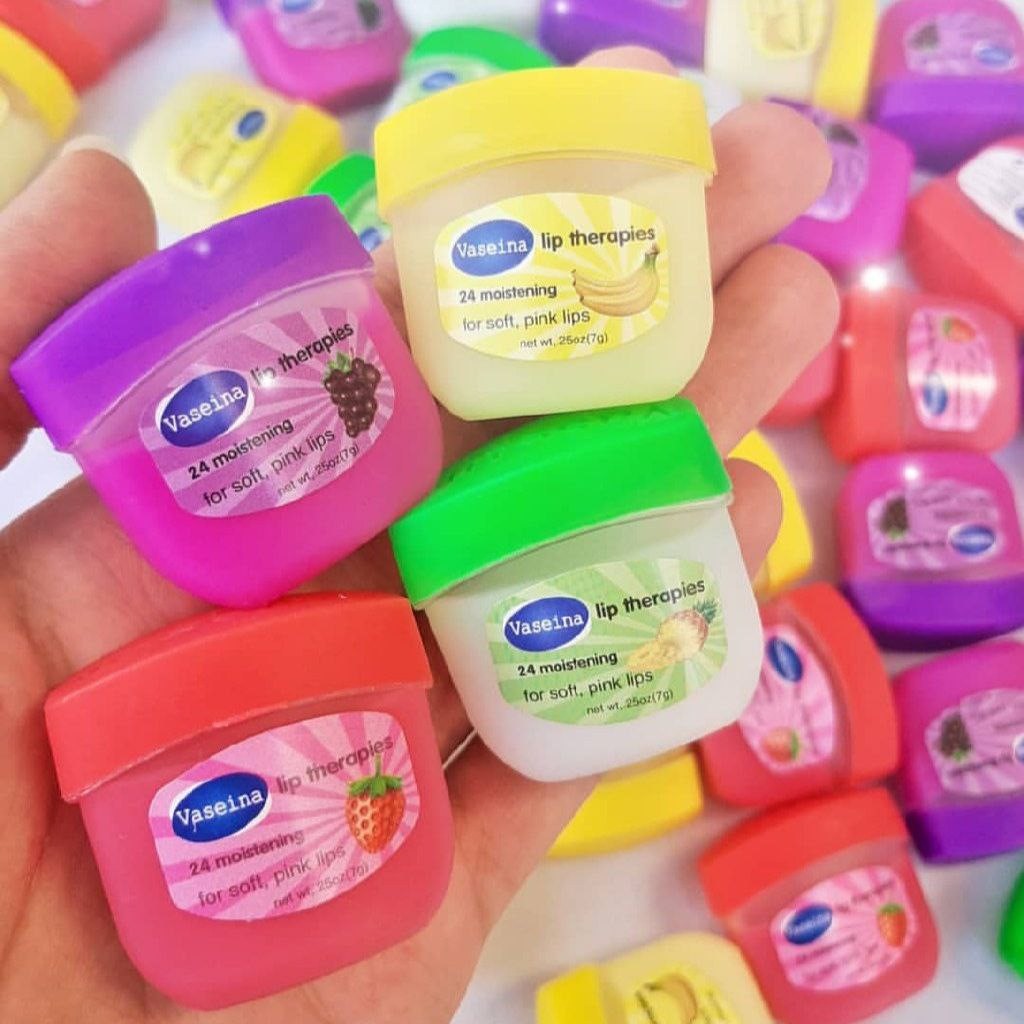 Vaseina lip therapies
24 moistening
for soft, pink lips
net wt, .25oz(7g)
Vaseina lip therapies
24 moistening
for soft, pink lips
net wt, .25oz(7g)
Vaseina lip therapies
24 moistening
for soft, pink lips
net wt, .25oz(7g)
Vaseina lip therapies
24 moistening
for soft, pink lips
net wt, .25oz(7g)